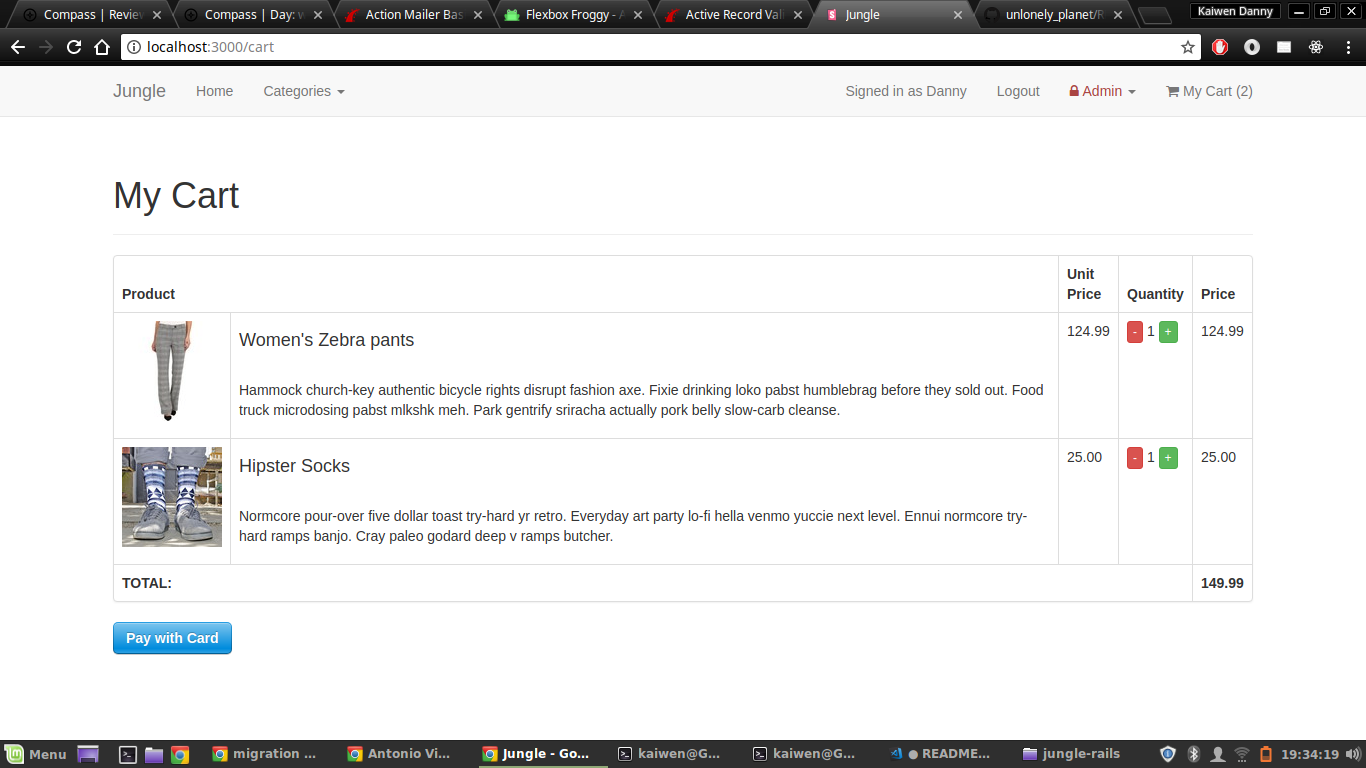 Compass | Review
Compass | Day: w
Action Mailer Bas
Flexbox Froggy - A
Active Record Vali
Jungle
unlonely_planet/R
Kaiwen Danny
localhost:3000/cart
Jungle
Home
Categories
Signed in as Danny
Logout
Admin
My Cart (2)
My Cart
Product
Unit Price
Quantity
Price
Women's Zebra pants
124.99
- 1 +
124.99
Hammock church-key authentic bicycle rights disrupt fashion axe. Fixie drinking loko pabst humblebrag before they sold out. Food
truck microdosing pabst mlkshk meh. Park gentrify sriracha actually pork belly slow-carb cleanse.
Hipster Socks
25.00
- 1 +
25.00
Normcore pour-over five dollar toast try-hard yr retro. Everyday art party lo-fi hella venmo yuccie next level. Ennui normcore try-
hard ramps banjo. Cray paleo godard deep v ramps butcher.
TOTAL:
149.99
Pay with Card
Menu
migration ...
Antonio Vi...
Jungle - Go...
kaiwen@G...
kaiwen@G...
● README...
jungle-rails
19:34:19